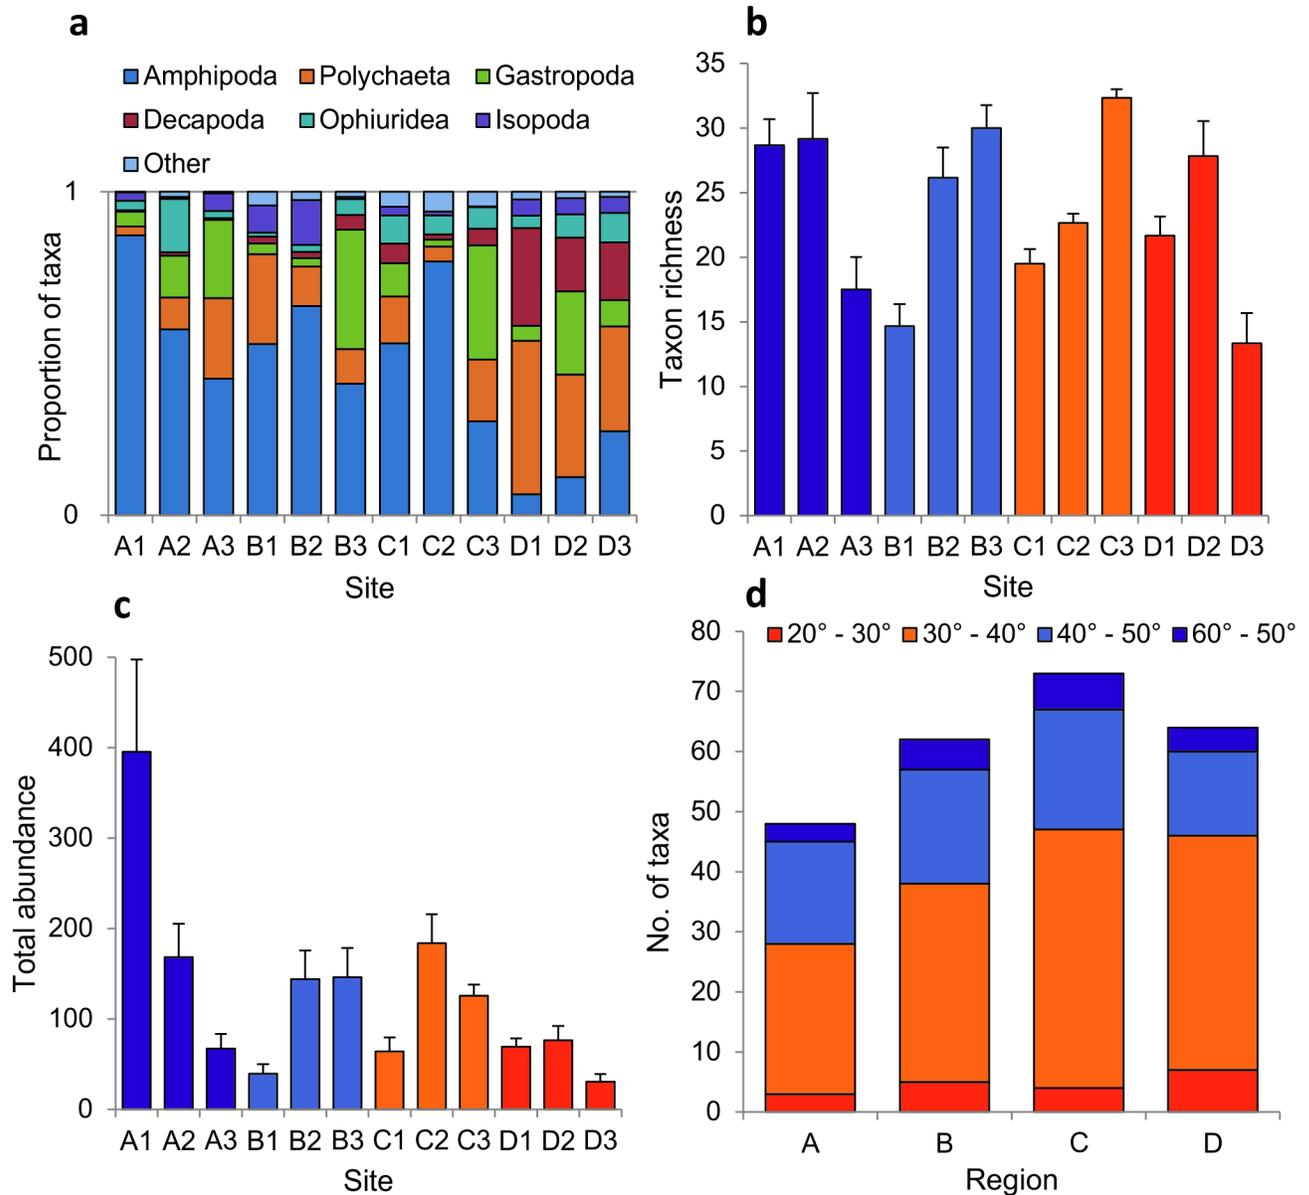 a
Amphipoda Polychaeta Gastropoda
Decapoda Ophiuridea Isopoda
Other
1
0
Proportion of taxa
A1 A2 A3 B1 B2 B3 C1 C2 C3 D1 D2 D3
Site
b
35
30
25
20
15
10
5
0
Taxon richness
A1 A2 A3 B1 B2 B3 C1 C2 C3 D1 D2 D3
Site
c
500
400
300
200
100
0
Total abundance
A1 A2 A3 B1 B2 B3 C1 C2 C3 D1 D2 D3
Site
d
20° - 30° 30° - 40° 40° - 50° 60° - 50°
80
70
60
50
40
30
20
10
0
No. of taxa
A B C D
Region